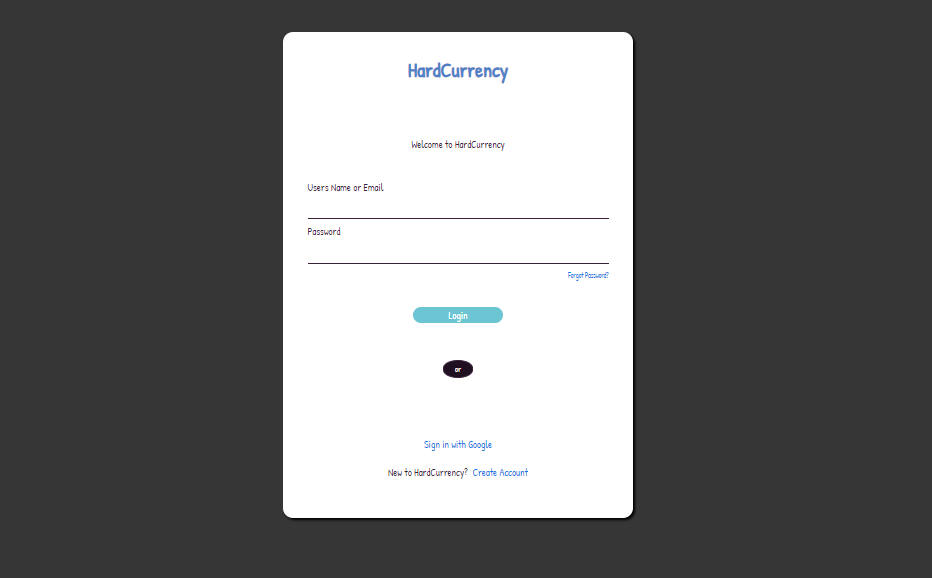 HardCurrency
Welcome to HardCurrency
Users Name or Email
Password
Forgot Password?
Login
or
Sign in with Google
New to HardCurrency? Create Account